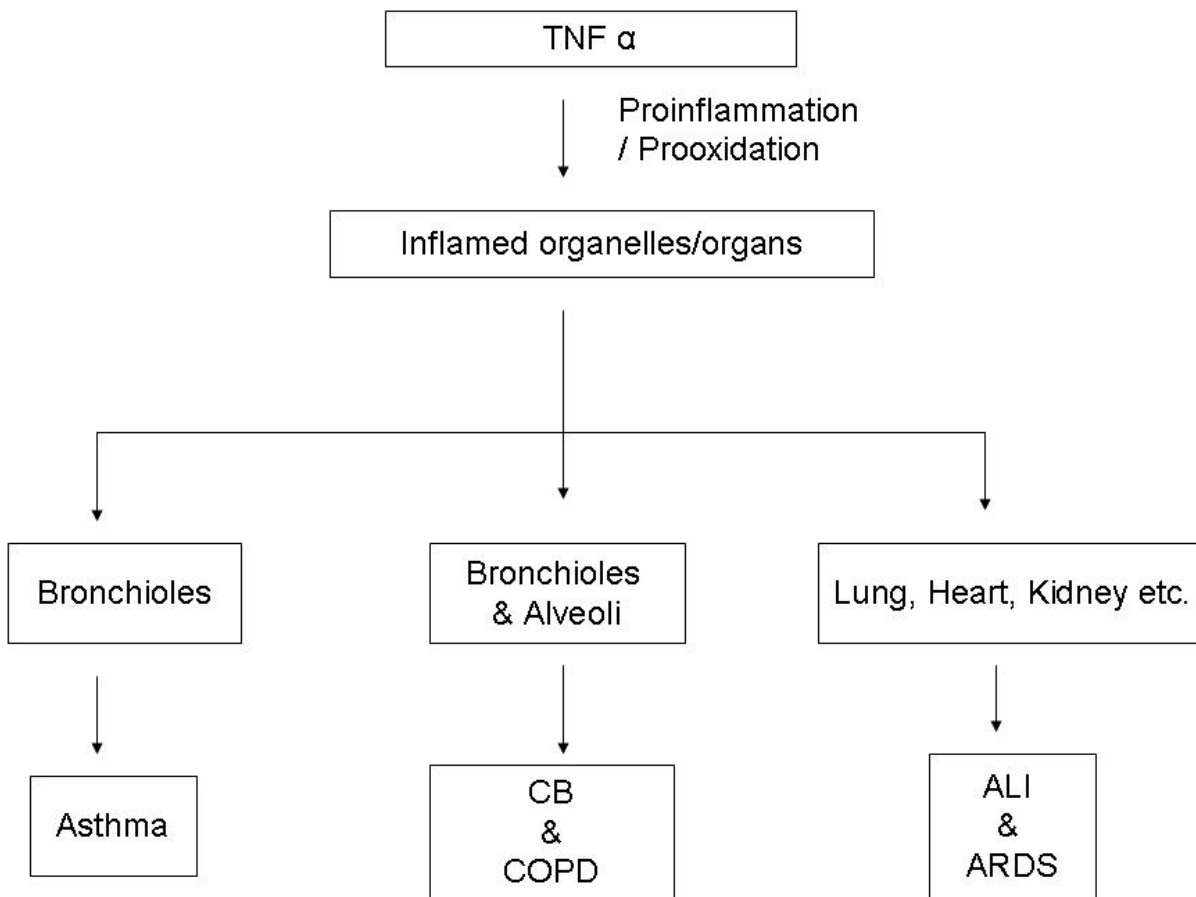 TNF α
Proinflammation
/ Prooxidation
Inflamed organelles/organs
Bronchioles
Bronchioles
& Alveoli
Lung, Heart, Kidney etc.
Asthma
CB
&
COPD
ALI
&
ARDS